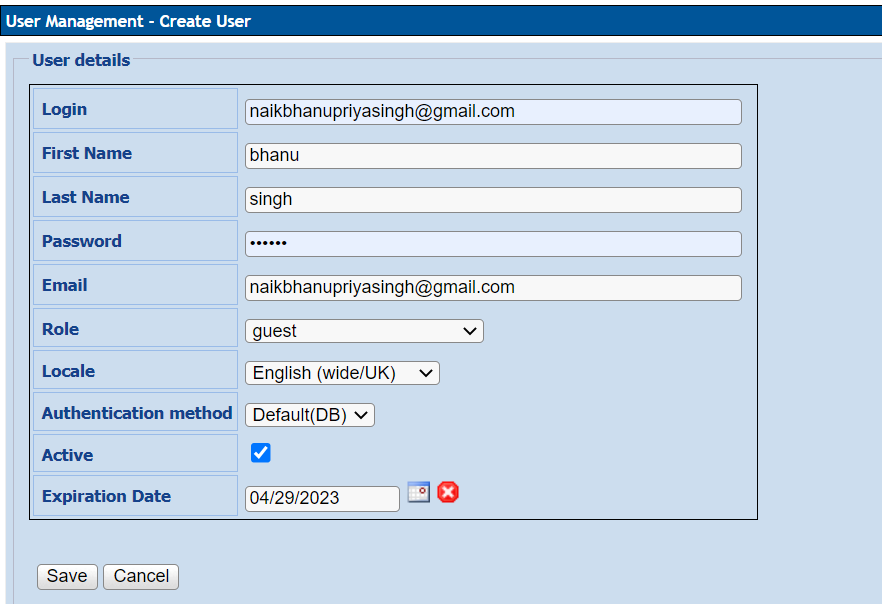 User Management - Create User
User details
Login naikbhanupriyasingh@gmail.com
First Name bhanu
Last Name singh
Password ••••••
Email naikbhanupriyasingh@gmail.com
Role guest
Locale English (wide/UK)
Authentication method Default(DB)
Active
Expiration Date 04/29/2023
Save Cancel